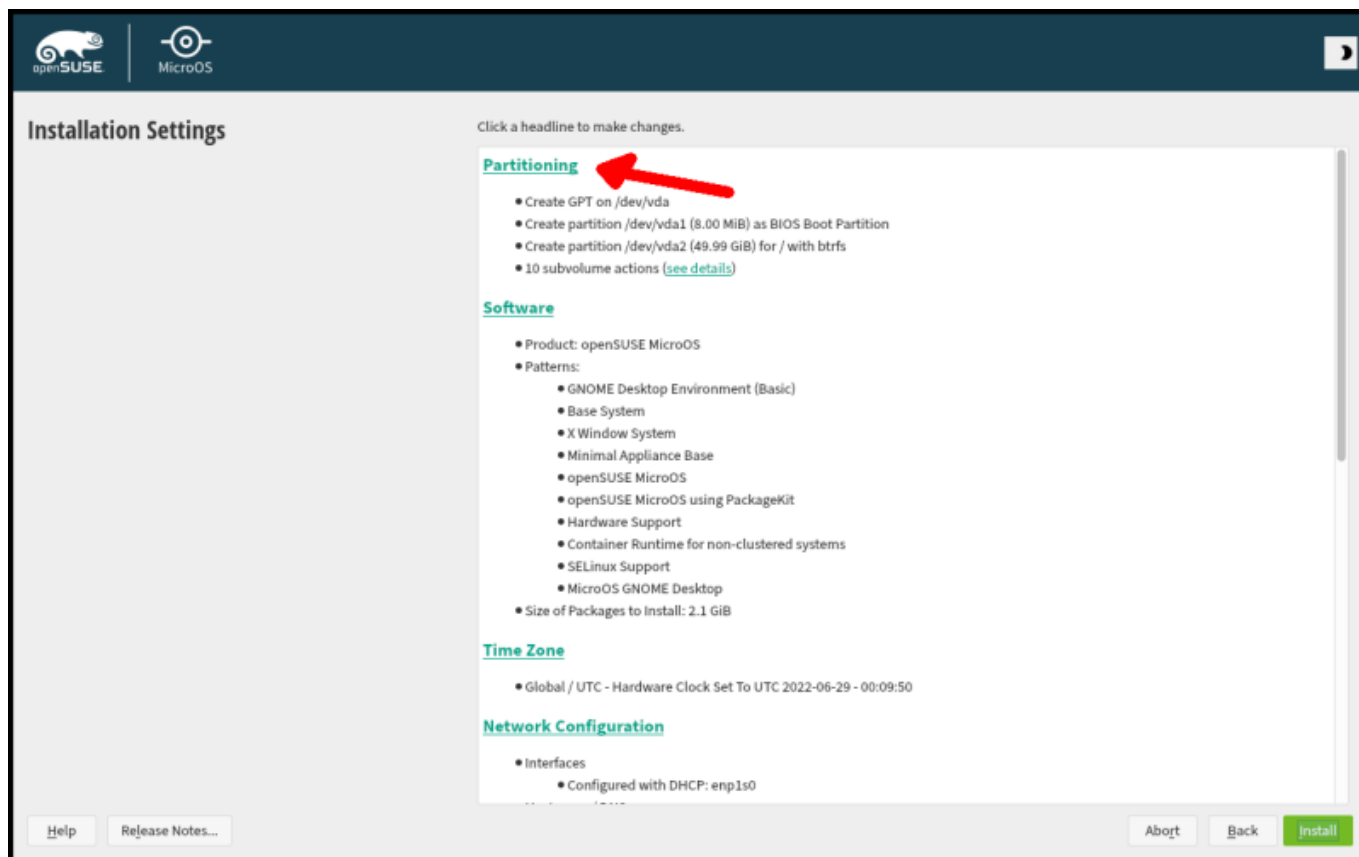 openSUSE
MicroOS
Installation Settings
Click a headline to make changes.
Partitioning
● Create GPT on /dev/vda
● Create partition /dev/vda1 (8.00 MiB) as BIOS Boot Partition
● Create partition /dev/vda2 (49.99 GiB) for / with btrfs
● 10 subvolume actions (see details)
Software
● Product: openSUSE MicroOS
● Patterns:
● GNOME Desktop Environment (Basic)
● Base System
● X Window System
● Minimal Appliance Base
● openSUSE MicroOS
● openSUSE MicroOS using PackageKit
● Hardware Support
● Container Runtime for non-clustered systems
● SELinux Support
● MicroOS GNOME Desktop
● Size of Packages to Install: 2.1 GiB
Time Zone
● Global / UTC - Hardware Clock Set To UTC 2022-06-29 - 00:09:50
Network Configuration
● Interfaces
● Configured with DHCP: enp1s0
Help Release Notes... Abort Back Install